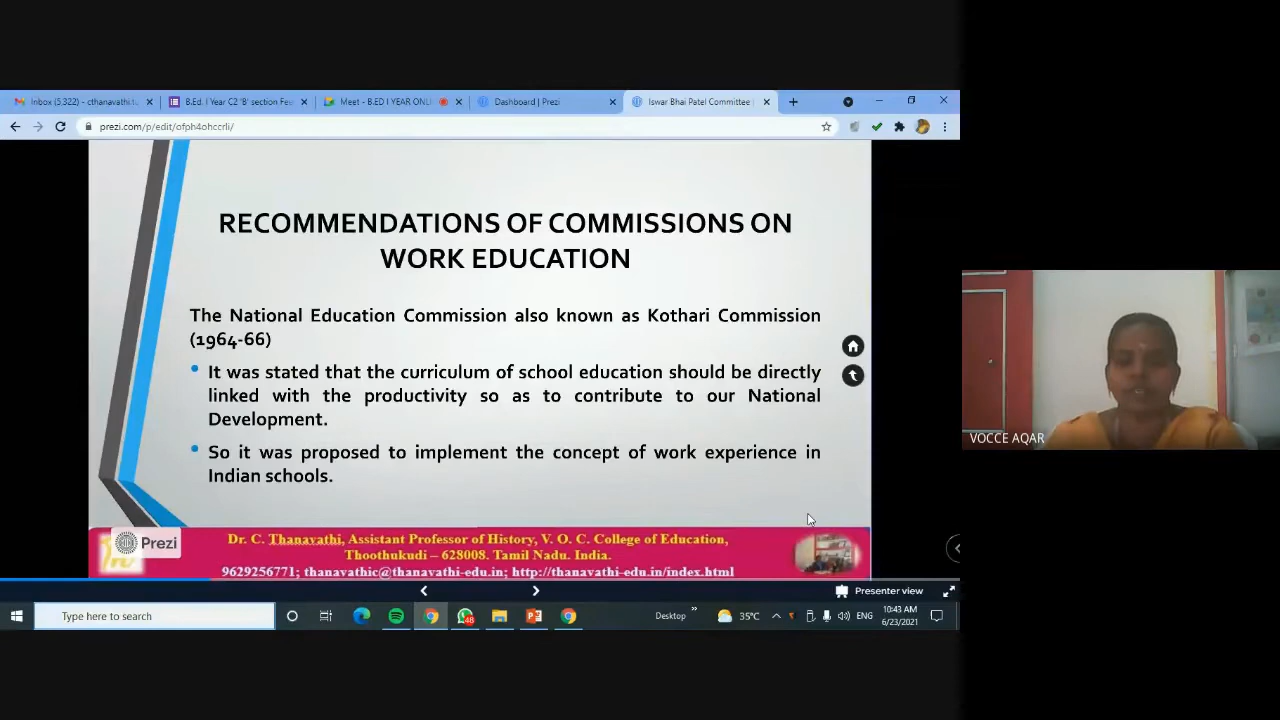 Inbox (5,322) - cthanavathi.tu
B.Ed. I Year C2 'B' section Fee
Meet - B.ED I YEAR ONLI
Dashboard | Prezi
Iswar Bhai Patel Committee |
prezi.com/p/edit/ofph4ohccrli/
RECOMMENDATIONS OF COMMISSIONS ON
WORK EDUCATION
The National Education Commission also known as Kothari Commission
(1964-66)
• It was stated that the curriculum of school education should be directly
linked with the productivity so as to contribute to our National
Development.
• So it was proposed to implement the concept of work experience in
Indian schools.
VOCCE AQAR
Prezi
Dr. C. Thanavathi, Assistant Professor of History, V. O. C. College of Education,
Thoothukudi – 628008. Tamil Nadu. India.
9629256771; thanavathic@thanavathi-edu.in; http://thanavathi-edu.in/index.html
Presenter view
Type here to search
48
Desktop
35°C
ENG
10:43 AM
6/23/2021